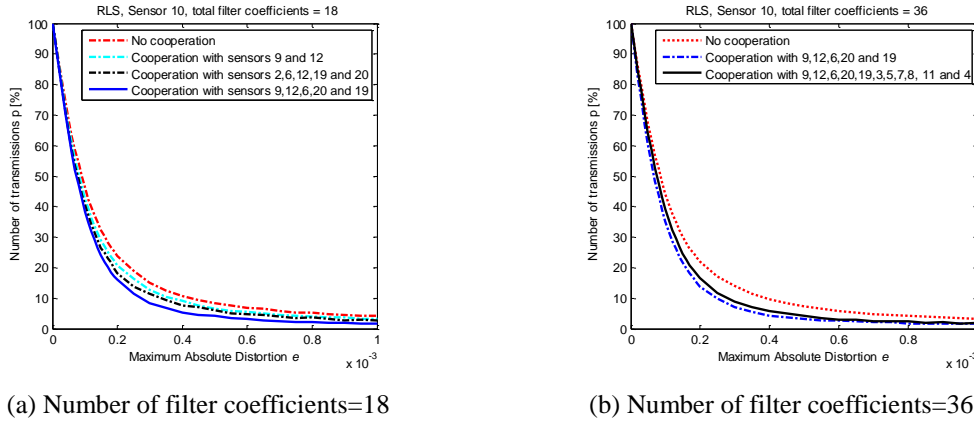 RLS, Sensor 10, total filter coefficients = 18
No cooperation
Cooperation with sensors 9 and 12
Cooperation with sensors 2,6,12,19 and 20
Cooperation with sensors 9,12,6,20 and 19
Number of transmissions p [%]
100
90
80
70
60
50
40
30
20
10
0
0 0.2 0.4 0.6 0.8 1
x 10⁻³
Maximum Absolute Distortion e
(a) Number of filter coefficients=18
RLS, Sensor 10, total filter coefficients = 36
No cooperation
Cooperation with 9,12,6,20 and 19
Cooperation with 9,12,6,20,19,3,5,7,8, 11 and 4
Number of transmissions p [%]
100
90
80
70
60
50
40
30
20
10
0
0 0.2 0.4 0.6 0.8
x 10⁻³
Maximum Absolute Distortion e
(b) Number of filter coefficients=36